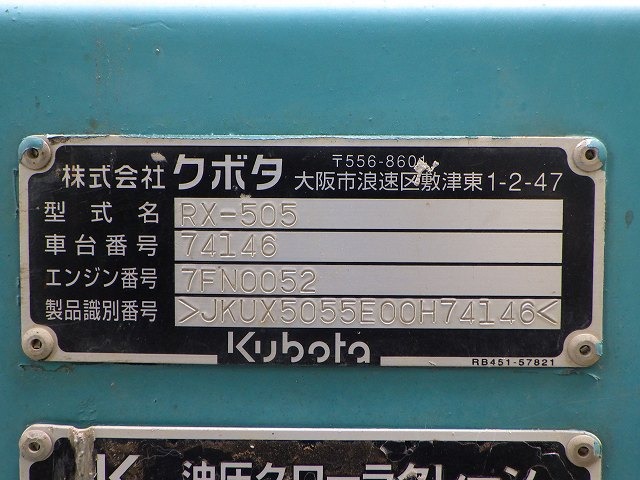 〒556-8601
株式会社クボタ 大阪市浪速区敷津東1-2-47
型式名 RX-505
車台番号 74146
エンジン番号 7FN0052
製品識別番号 >JKUX5055E00H74146<
Kubota
RB451-57821
油圧クローラクレーン